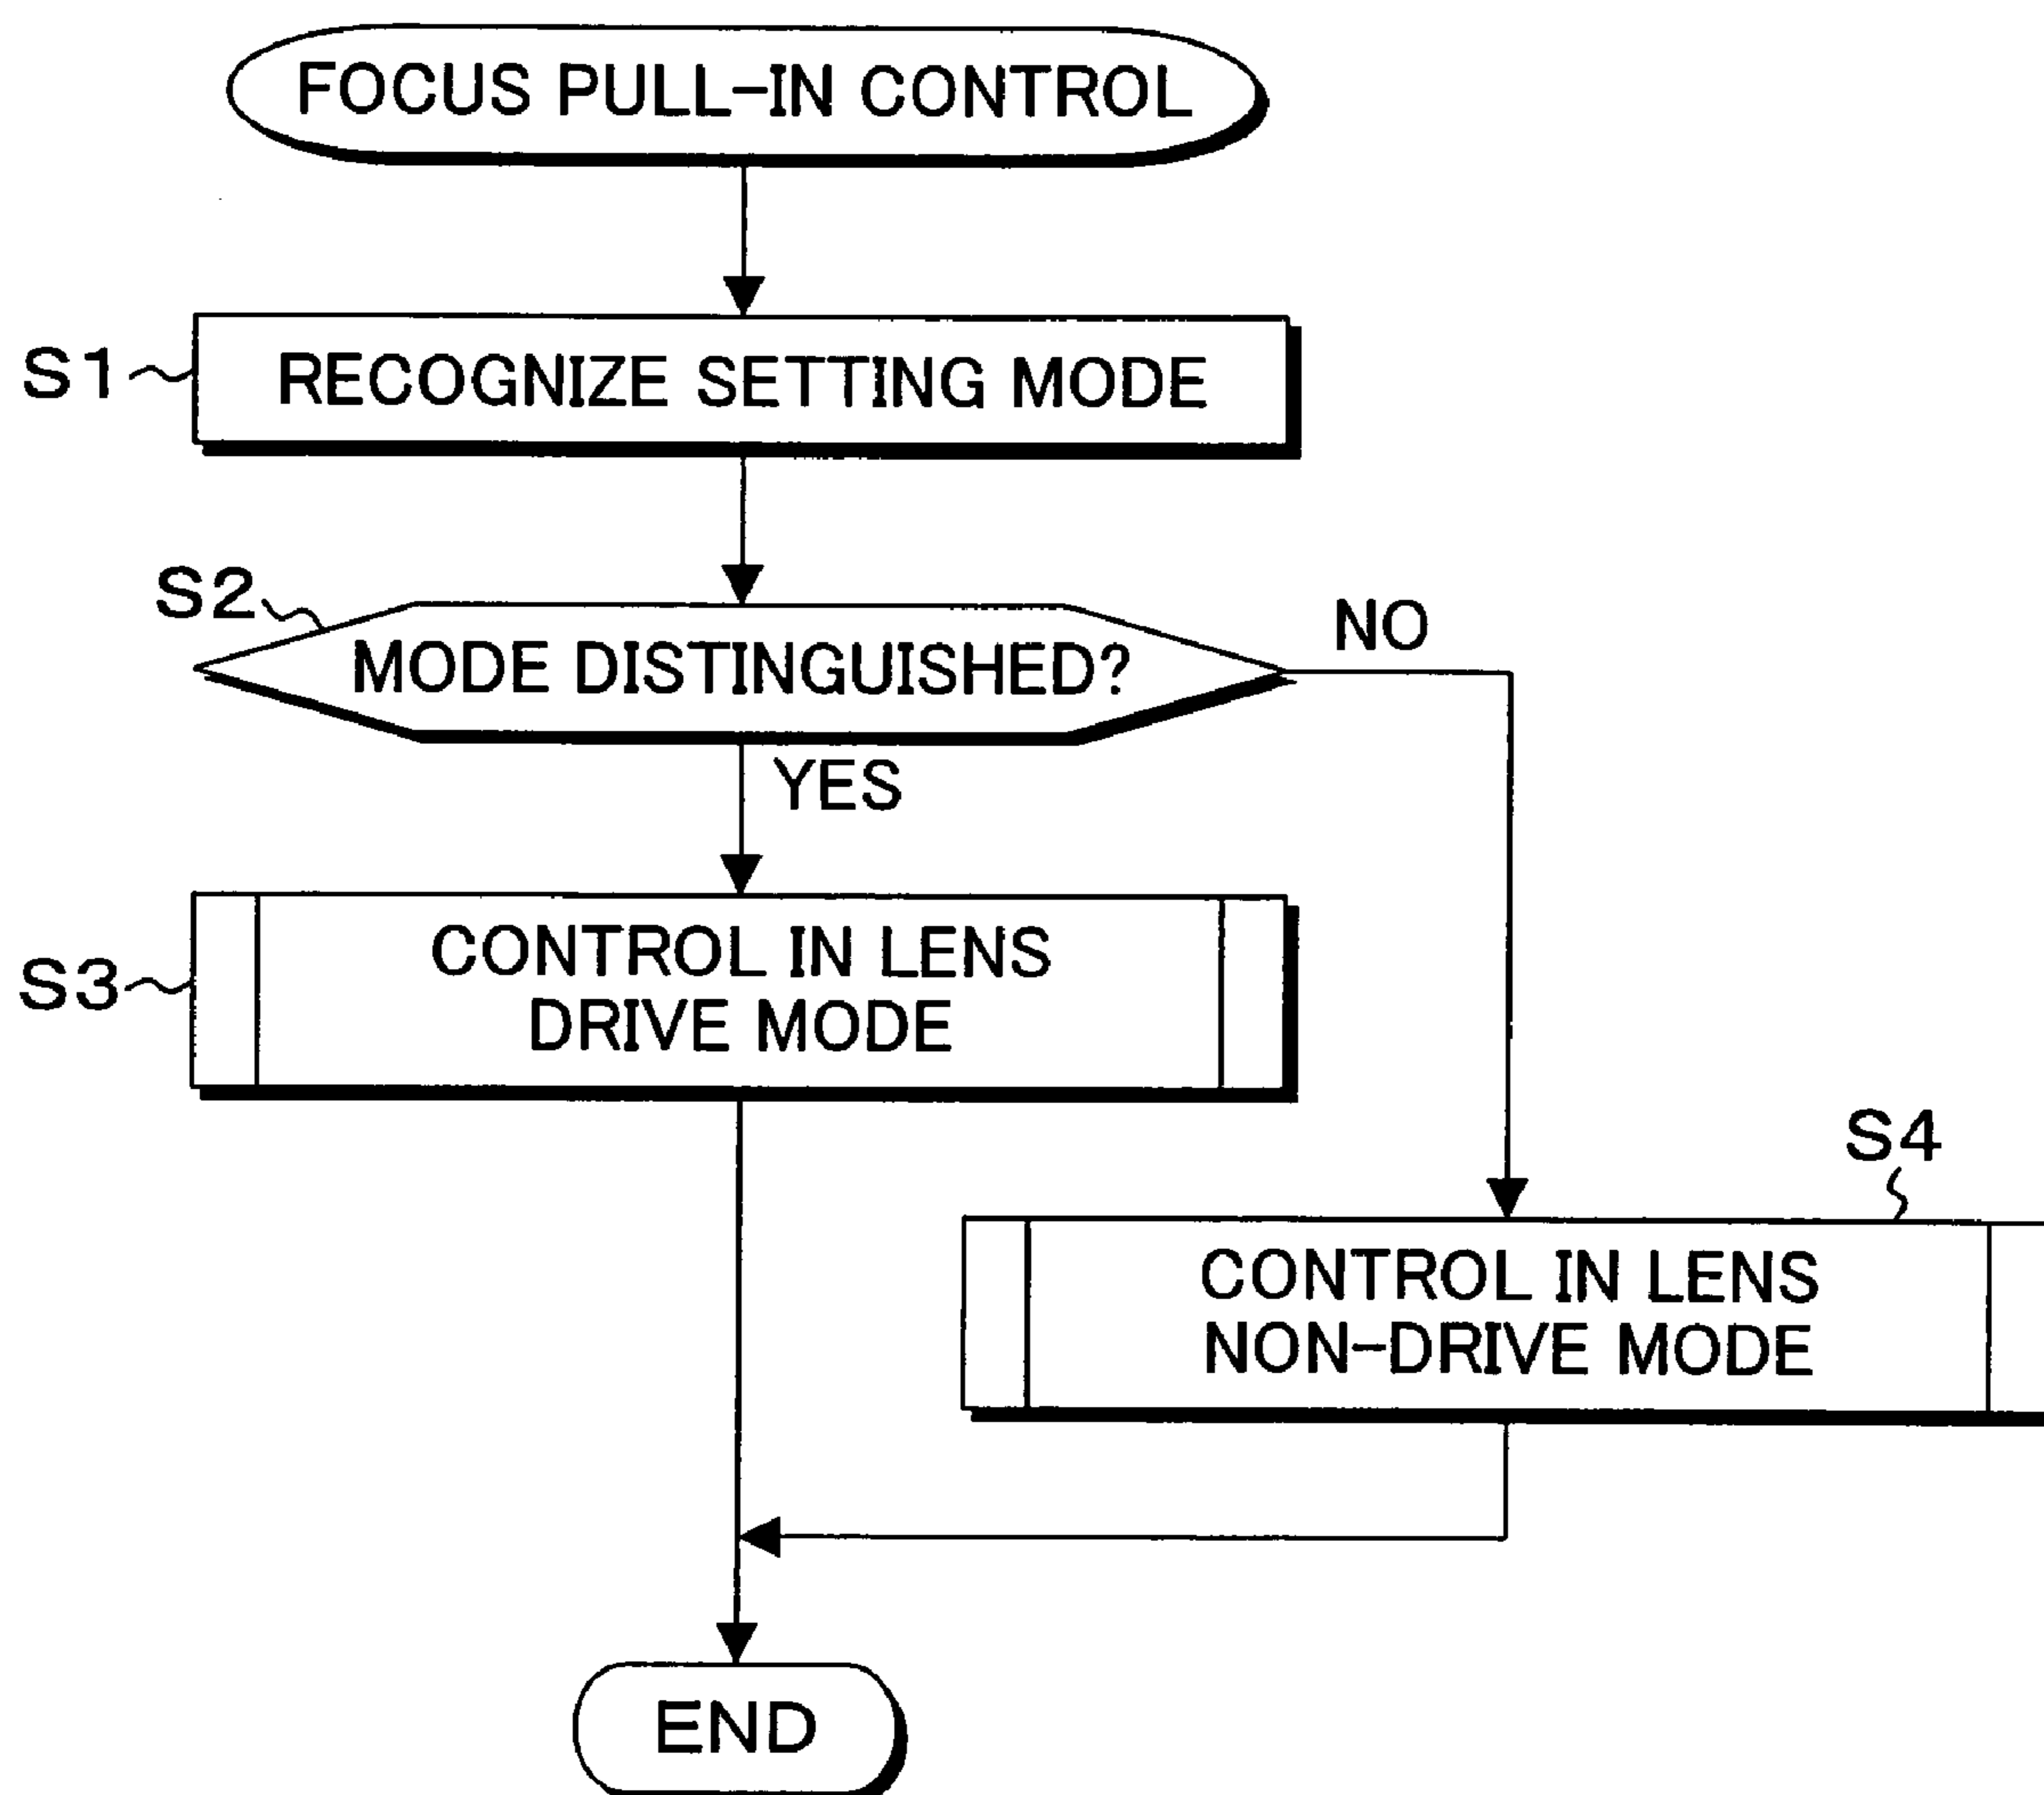 FOCUS PULL-IN CONTROL
S1
RECOGNIZE SETTING MODE
S2
MODE DISTINGUISHED?
NO
YES
S3
CONTROL IN LENS
DRIVE MODE
S4
CONTROL IN LENS
NON-DRIVE MODE
END